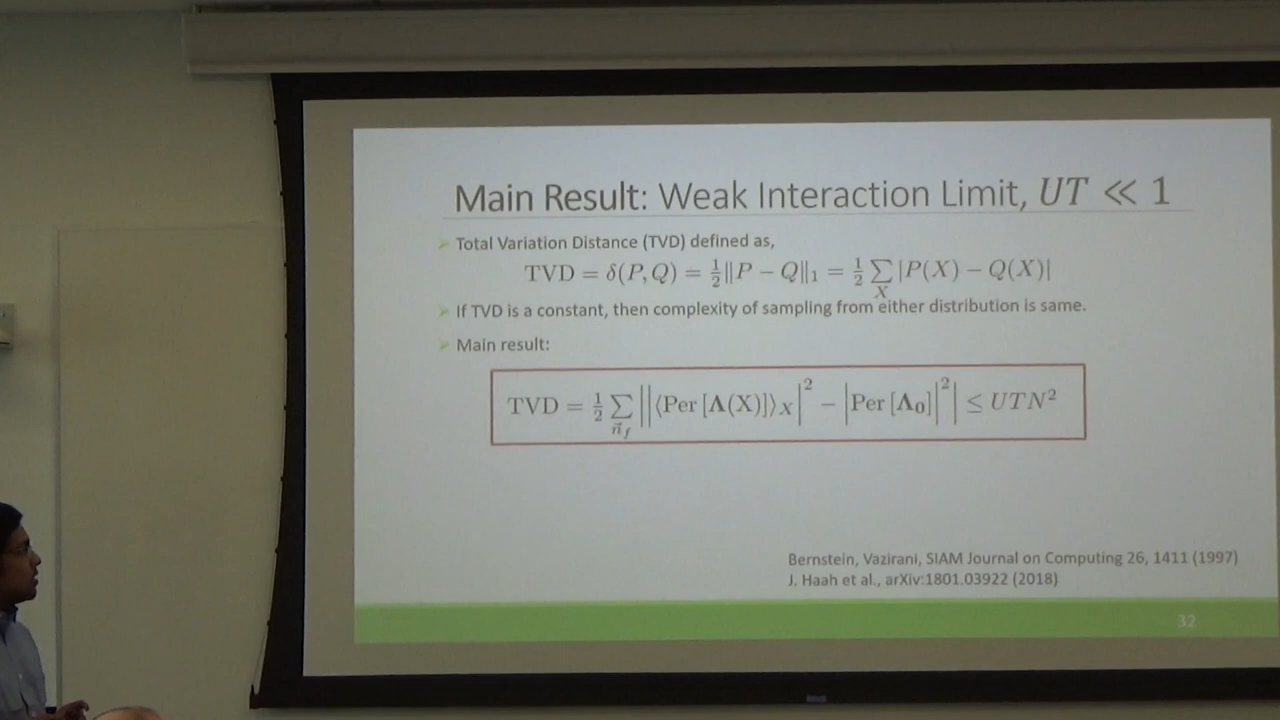 Main Result: Weak Interaction Limit, UT ≪ 1
Total Variation Distance (TVD) defined as,
TVD = δ(P, Q) = ½‖P − Q‖₁ = ½ ∑_X |P(X) − Q(X)|
If TVD is a constant, then complexity of sampling from either distribution is same.
Main result:
TVD = ½ ∑_{n⃗_f} ||⟨Per [Λ(X)]⟩_X|² − |Per [Λ₀]|²| ≤ UTN²
Bernstein, Vazirani, SIAM Journal on Computing 26, 1411 (1997)
J. Haah et al., arXiv:1801.03922 (2018)
32